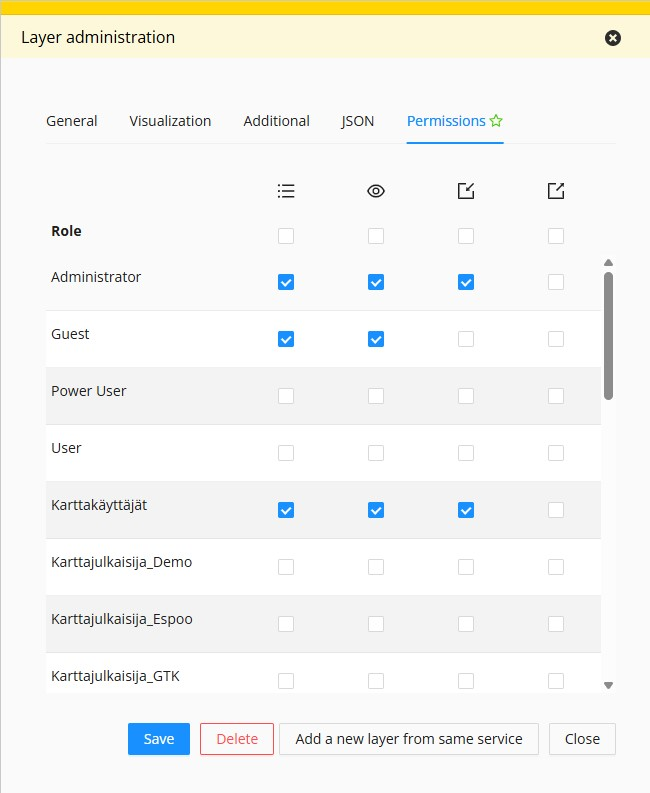 Layer administration
General Visualization Additional JSON Permissions
Role
Administrator
Guest
Power User
User
Karttakäyttäjät
Karttajulkaisija_Demo
Karttajulkaisija_Espoo
Karttajulkaisija_GTK
Save Delete Add a new layer from same service Close